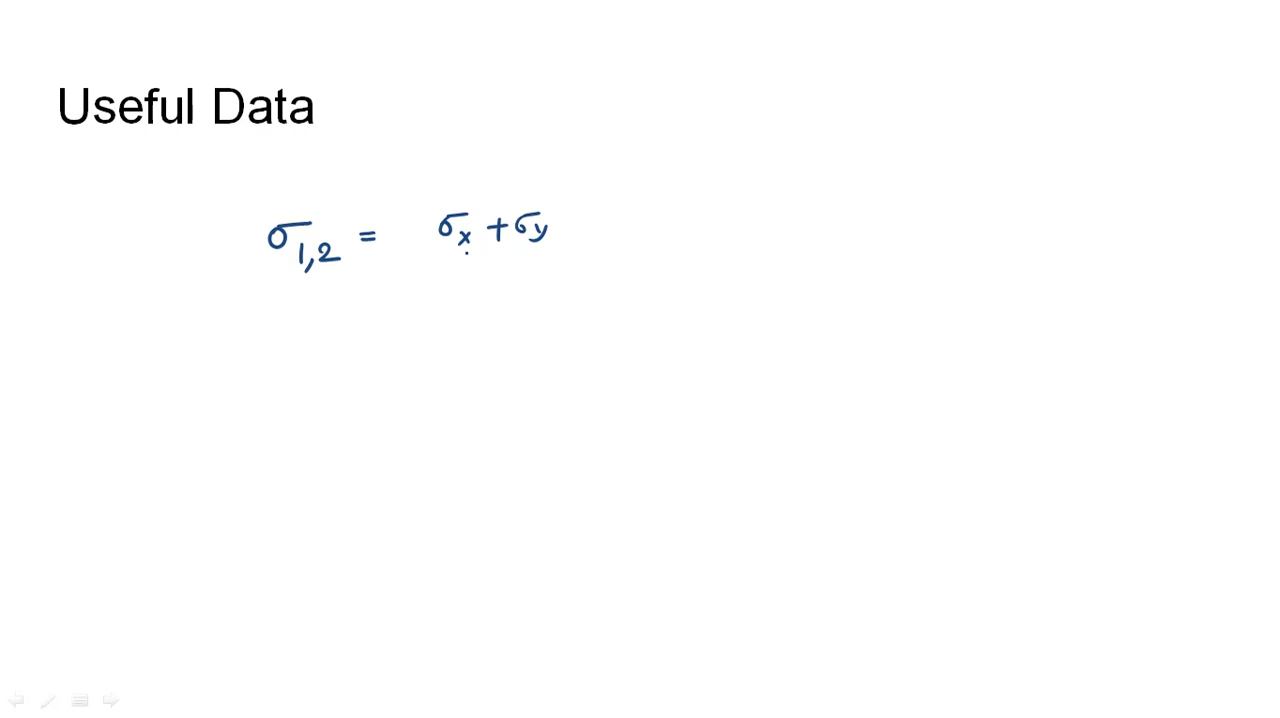 Useful Data
σ1,2 = σx + σy